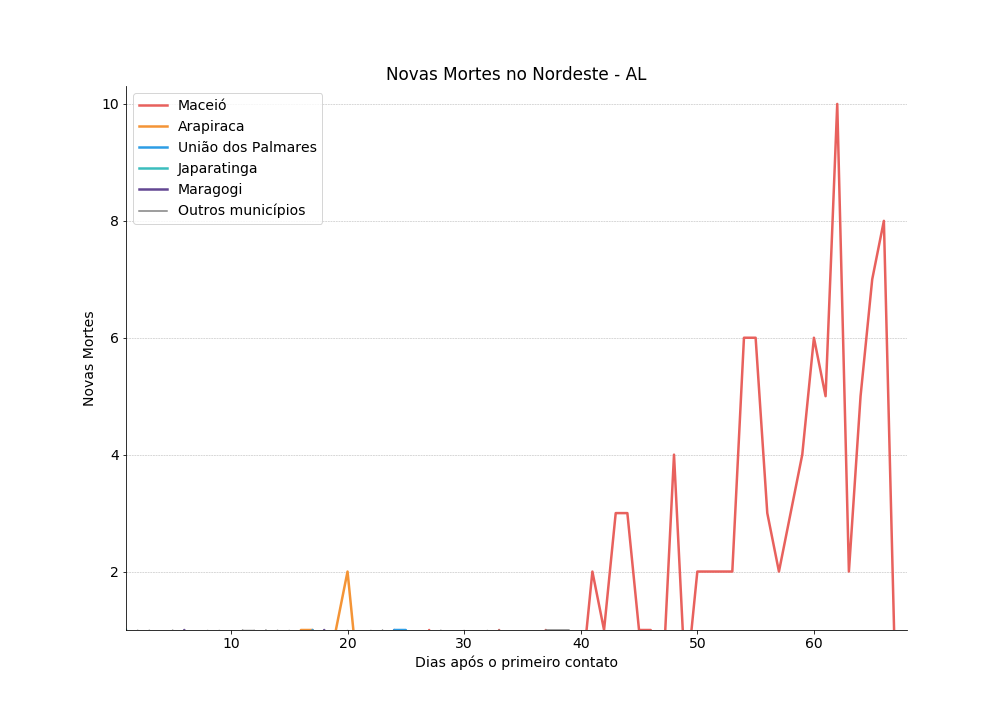 Novas Mortes no Nordeste - AL
Maceió
Arapiraca
União dos Palmares
Japaratinga
Maragogi
Outros municípios
10
8
6
4
2
Novas Mortes
10 20 30 40 50 60
Dias após o primeiro contato